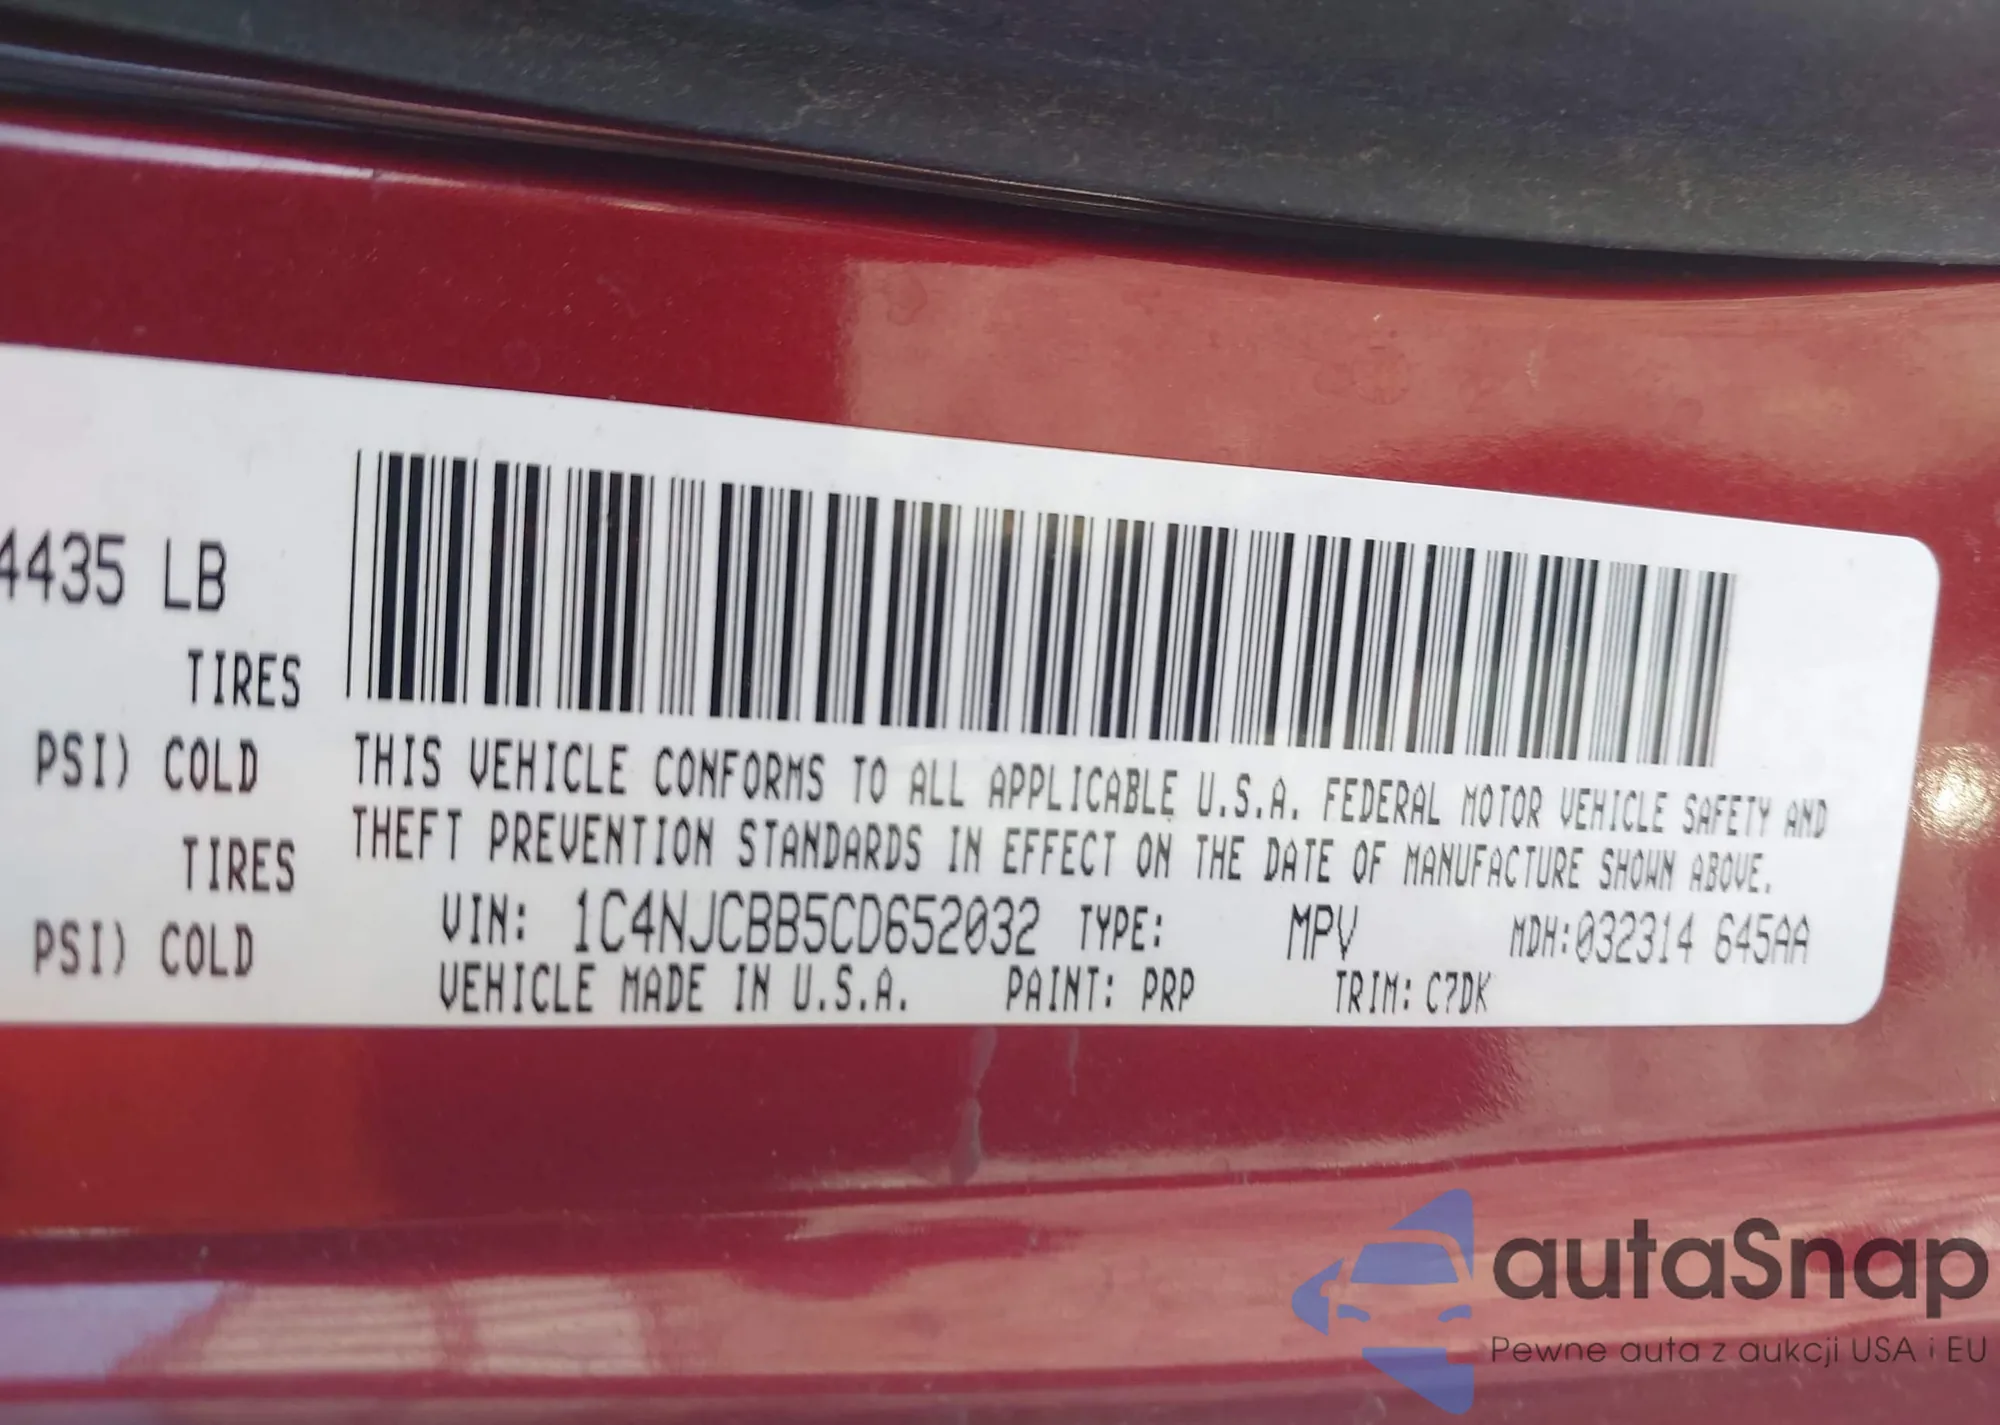 4435 LB
TIRES
PSI) COLD
TIRES
PSI) COLD
THIS VEHICLE CONFORMS TO ALL APPLICABLE U.S.A. FEDERAL MOTOR VEHICLE SAFETY AND
THEFT PREVENTION STANDARDS IN EFFECT ON THE DATE OF MANUFACTURE SHOWN ABOVE.
VIN: 1C4NJCBB5CD652032 TYPE: MPV MDH:032314 645AA
VEHICLE MADE IN U.S.A. PAINT: PRP TRIM: C7DK
autaSnap
Pewne auta z aukcji USA i EU